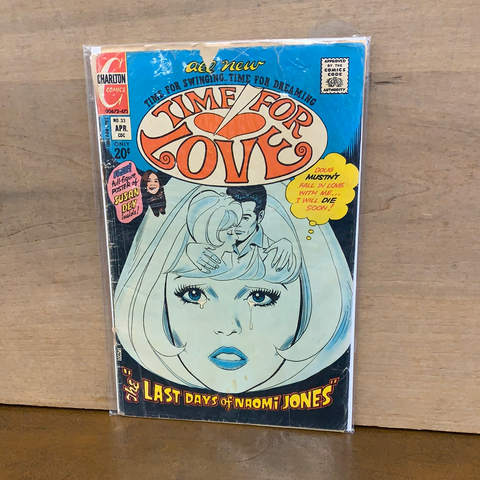 all new
TIME FOR SWINGING..TIME FOR DREAMING
TIME FOR
LOVE
APPROVED
BY THE
COMICS
CODE
AUTHORITY
CHARLTON
COMICS
NO. 33
APR.
CDC
ONLY
20¢
full-figure
POSTER OF
SUSAN
DEY
DOUG
MUSTN'T
FALL IN LOVE
WITH ME...
I WILL DIE
SOON!
"The LAST DAYS of NAOMI JONES"